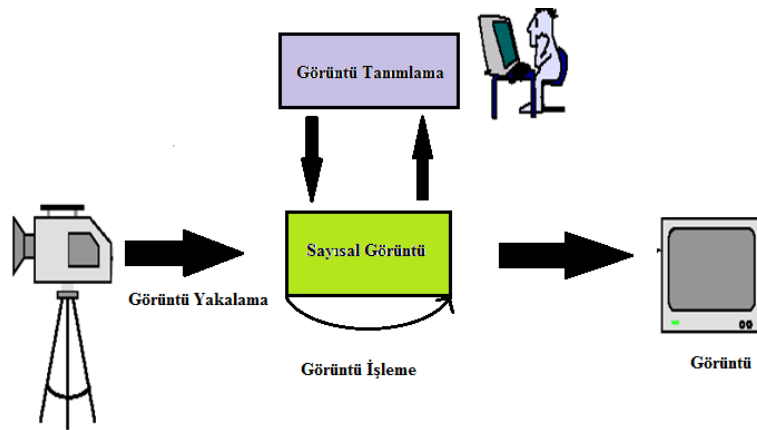 Görüntü Tanımlama
Sayısal Görüntü
Görüntü Yakalama
Görüntü İşleme
Görüntü